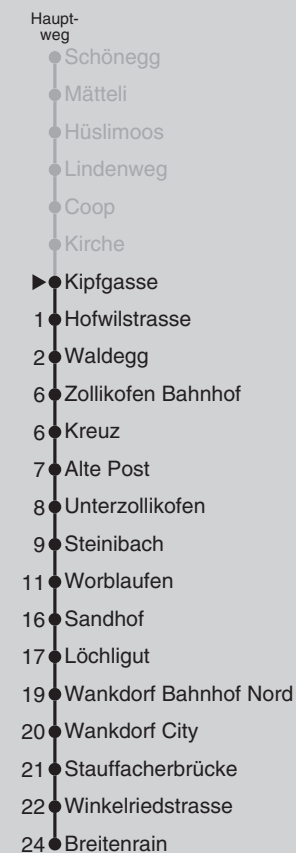 Haupt-
weg
Schönegg
Mätteli
Hüslimoos
Lindenweg
Coop
Kirche
Kipfgasse
1 Hofwilstrasse
2 Waldegg
6 Zollikofen Bahnhof
6 Kreuz
7 Alte Post
8 Unterzollikofen
9 Steinibach
11 Worblaufen
16 Sandhof
17 Löchligut
19 Wankdorf Bahnhof Nord
20 Wankdorf City
21 Stauffacherbrücke
22 Winkelriedstrasse
24 Breitenrain